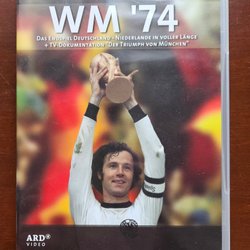 WM '74
DAS ENDSPIEL DEUTSCHLAND - NIEDERLANDE IN VOLLER LÄNGE
+ TV-DOKUMENTATION "DER TRIUMPH VON MÜNCHEN"
ARD
VIDEO